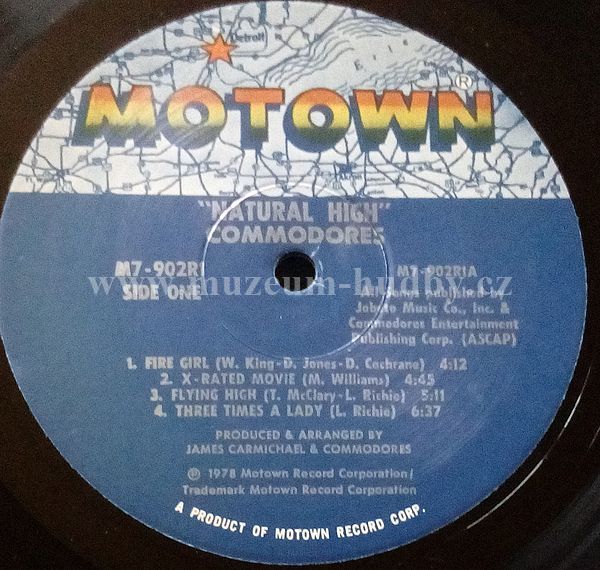 Detroit
ERIE
MOTOWN®
"NATURAL HIGH"
COMMODORES
M7-902R1
SIDE ONE
M7-902R1A
All Songs published by
Jobete Music Co., Inc. &
Commodores Entertainment
Publishing Corp. (ASCAP)
www.muzeum-hudby.cz
1. FIRE GIRL (W. King-D. Jones-D. Cochrane) 4:12
2. X-RATED MOVIE (M. Williams) 4:45
3. FLYING HIGH (T. McClary-L. Richie) 5:11
4. THREE TIMES A LADY (L. Richie) 6:37
PRODUCED & ARRANGED BY
JAMES CARMICHAEL & COMMODORES
℗ © 1978 Motown Record Corporation/
Trademark Motown Record Corporation
A PRODUCT OF MOTOWN RECORD CORP.